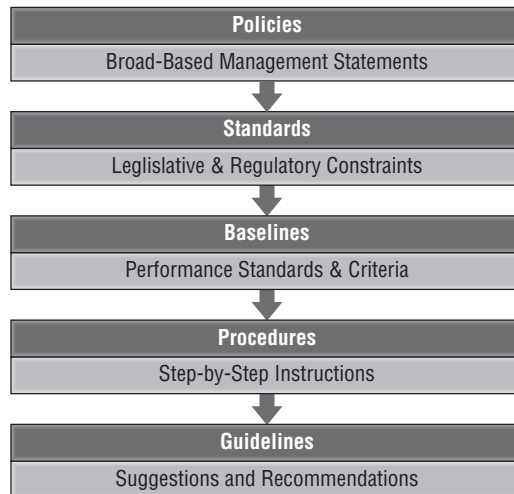 Policies
Broad-Based Management Statements
Standards
Leglislative & Regulatory Constraints
Baselines
Performance Standards & Criteria
Procedures
Step-by-Step Instructions
Guidelines
Suggestions and Recommendations